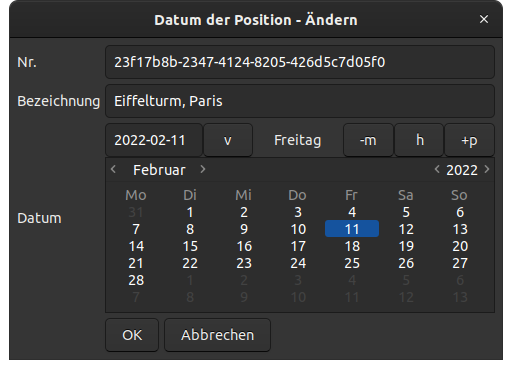 Datum der Position - Ändern ×
Nr. 23f17b8b-2347-4124-8205-426d5c7d05f0
Bezeichnung Eiffelturm, Paris
2022-02-11 v Freitag -m h +p
< Februar > < 2022 >
Mo Di Mi Do Fr Sa So
31 1 2 3 4 5 6
7 8 9 10 11 12 13
Datum 14 15 16 17 18 19 20
21 22 23 24 25 26 27
28 1 2 3 4 5 6
7 8 9 10 11 12 13
OK Abbrechen